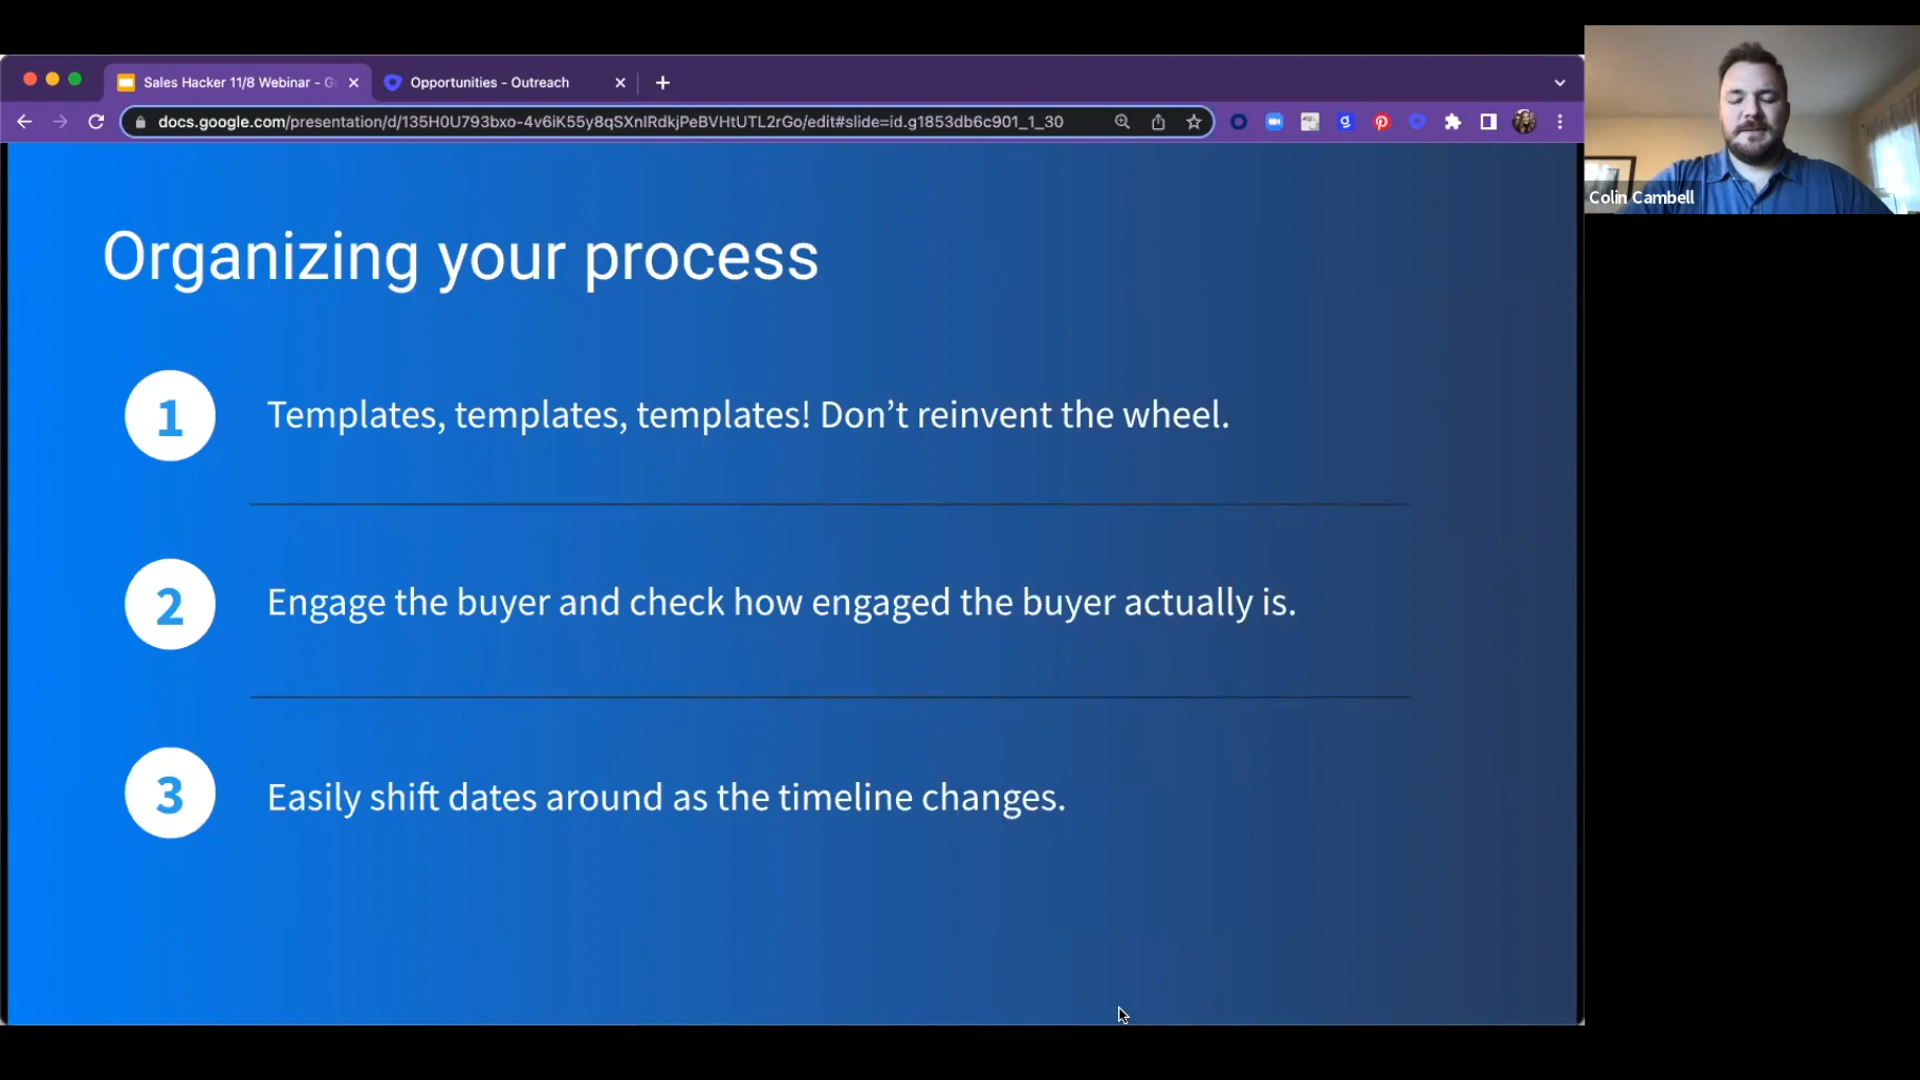 Sales Hacker 11/8 Webinar - G
Opportunities - Outreach
docs.google.com/presentation/d/135H0U793bxo-4v6iK55y8qSXnIRdkjPeBVHtUTL2rGo/edit#slide=id.g1853db6c901_1_30
Colin Cambell
Organizing your process
1
Templates, templates, templates! Don’t reinvent the wheel.
2
Engage the buyer and check how engaged the buyer actually is.
3
Easily shift dates around as the timeline changes.